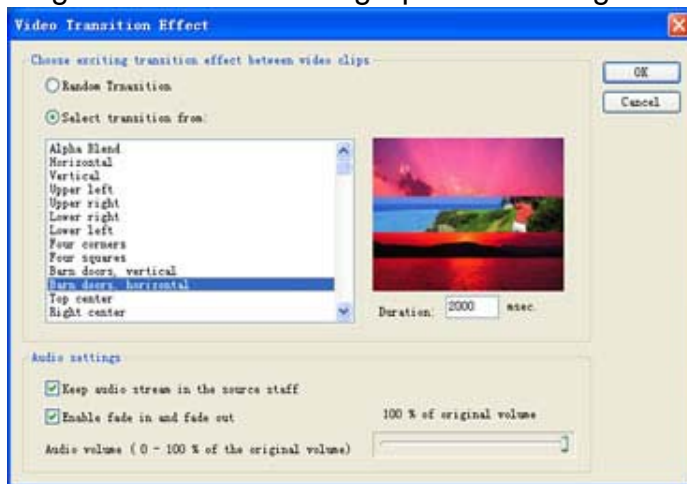 Video Transition Effect
Choose exciting transition effect between video clips
Random Trnasition
Select transition from:
Alpha Blend
Horizontal
Vertical
Upper left
Upper right
Lower right
Lower left
Four corners
Four squares
Barn doors, vertical
Barn doors, horizontal
Top center
Right center
Duration: 2000 msec.
OK
Cancel
Audio settings
Keep audio stream in the source staff
Enable fade in and fade out
100 % of original volume
Audio volume ( 0 - 100 % of the original volume)